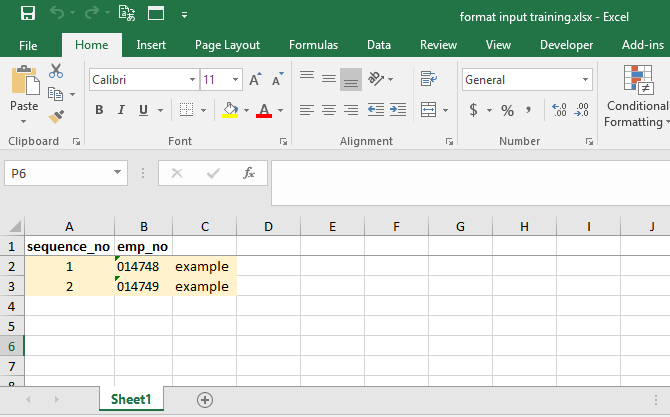 format input training.xlsx - Excel
File Home Insert Page Layout Formulas Data Review View Developer Add-ins
Paste
Calibri 11
General
B I U
A A
$ % ,
Conditional
Formatting
Clipboard Font Alignment Number
P6
fx
A B C D E F G H I J
1 sequence_no emp_no
2 1 014748 example
3 2 014749 example
4
5
6
7
Sheet1